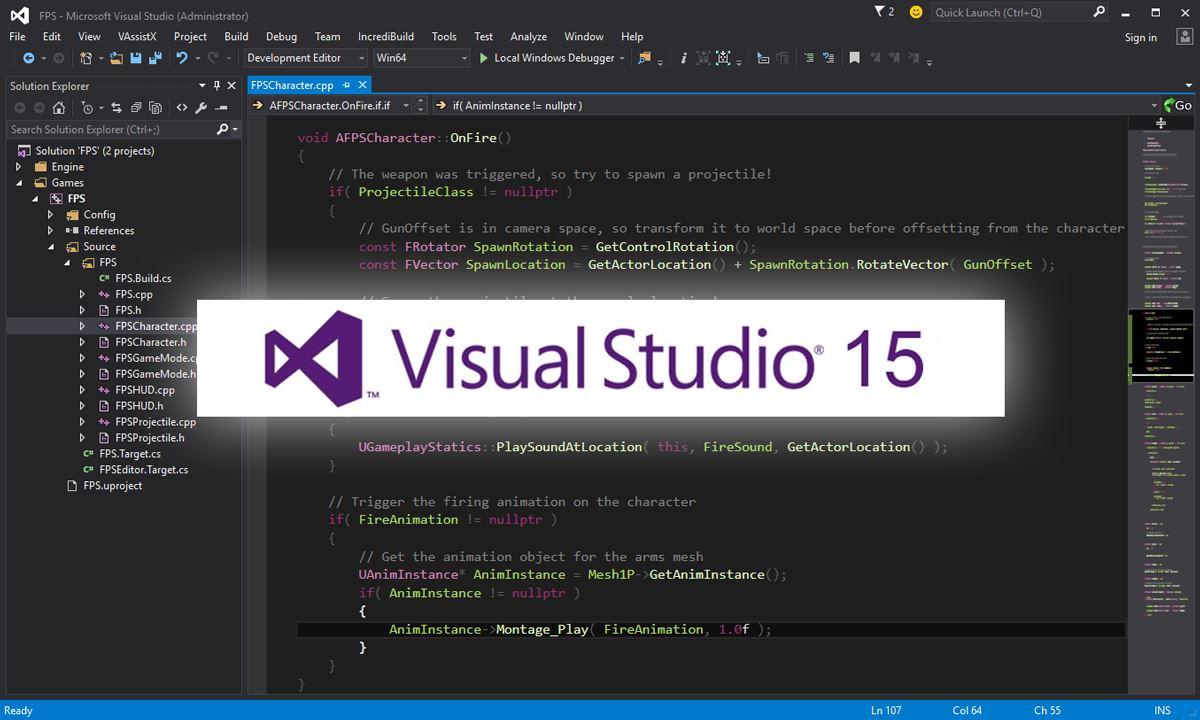 FPS - Microsoft Visual Studio (Administrator)
2
Quick Launch (Ctrl+Q)
File Edit View VAssistX Project Build Debug Team IncrediBuild Tools Test Analyze Window Help
Sign in
Development Editor Win64 Local Windows Debugger
Solution Explorer
FPSCharacter.cpp
AFPSCharacter.OnFire.if.if
if( AnimInstance != nullptr )
Go
Search Solution Explorer (Ctrl+;)
Solution 'FPS' (2 projects)
Engine
Games
FPS
Config
References
Source
FPS
FPS.Build.cs
FPS.cpp
FPS.h
FPSCharacter.cpp
FPSCharacter.h
FPSGameMode.cp
FPSGameMode.h
FPSHUD.cpp
FPSHUD.h
FPSProjectile.cpp
FPSProjectile.h
FPS.Target.cs
FPSEditor.Target.cs
FPS.uproject
void AFPSCharacter::OnFire()
{
// The weapon was triggered, so try to spawn a projectile!
if( ProjectileClass != nullptr )
{
// GunOffset is in camera space, so transform it to world space before offsetting from the character
const FRotator SpawnRotation = GetControlRotation();
const FVector SpawnLocation = GetActorLocation() + SpawnRotation.RotateVector( GunOffset );
Visual Studio® 15
™
{
UGameplayStatics::PlaySoundAtLocation( this, FireSound, GetActorLocation() );
}
// Trigger the firing animation on the character
if( FireAnimation != nullptr )
{
// Get the animation object for the arms mesh
UAnimInstance* AnimInstance = Mesh1P->GetAnimInstance();
if( AnimInstance != nullptr )
{
AnimInstance->Montage_Play( FireAnimation, 1.0f );
}
}
}
Ready
Ln 107 Col 64 Ch 55 INS